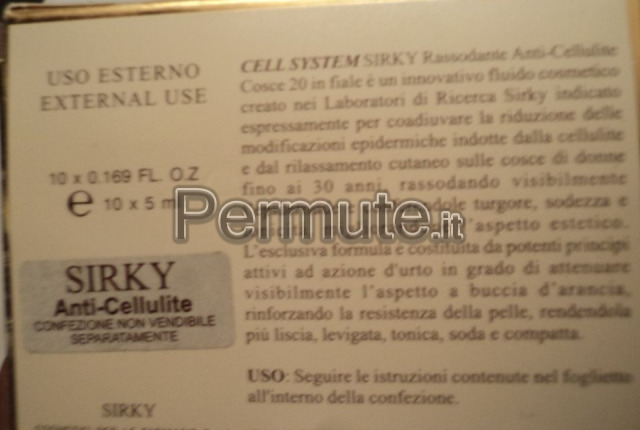 USO ESTERNO
EXTERNAL USE
10 x 0.169 FL. O.Z
e 10 x 5 ml
SIRKY
Anti-Cellulite
CONFEZIONE NON VENDIBILE
SEPARATAMENTE
SIRKY
CELL SYSTEM SIRKY Rassodante Anti-Cellulite
Cosce 20 in fiale è un innovativo fluido cosmetico
creato nei Laboratori di Ricerca Sirky indicato
espressamente per coadiuvare la riduzione delle
modificazioni epidermiche indotte dalla cellulite
e dal rilassamento cutaneo sulle cosce di donne
fino ai 30 anni, rassodando visibilmente
turgore, sodezza e
l'aspetto estetico.
L'esclusiva formula è costituita da potenti principi
attivi ad azione d'urto in grado di attenuare
visibilmente l'aspetto a buccia d'arancia,
rinforzando la resistenza della pelle, rendendola
più liscia, levigata, tonica, soda e compatta.
USO: Seguire le istruzioni contenute nel foglietto
all'interno della confezione.
Permute.it